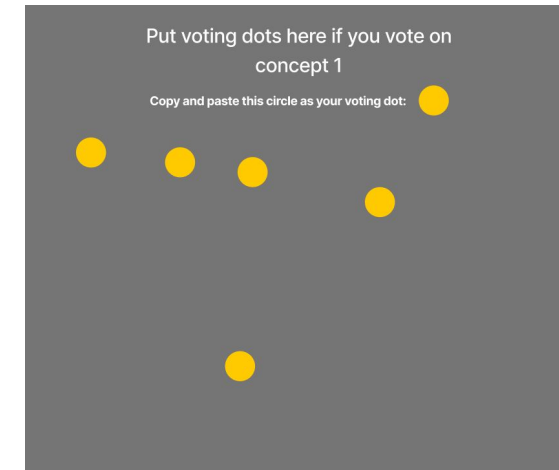 Put voting dots here if you vote on
concept 1
Copy and paste this circle as your voting dot: